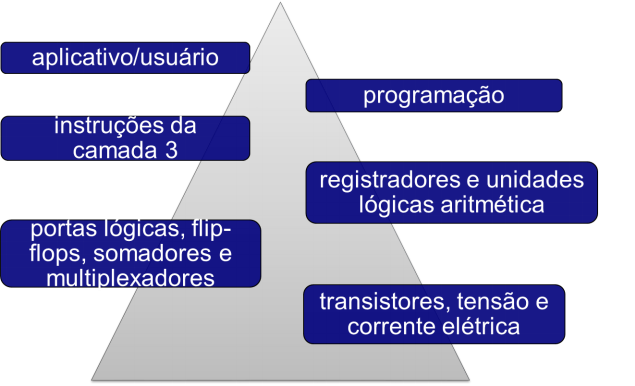 aplicativo/usuário
programação
instruções da
camada 3
registradores e unidades
lógicas aritmética
portas lógicas, flip-
flops, somadores e
multiplexadores
transistores, tensão e
corrente elétrica